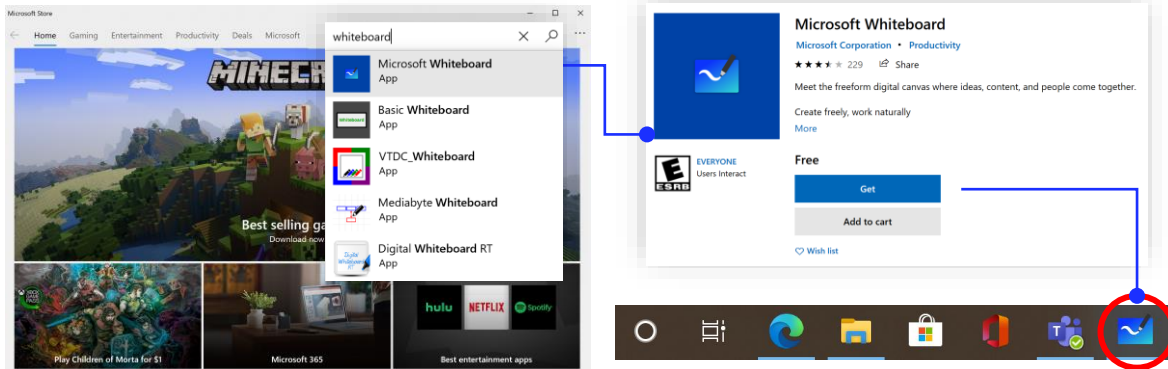 Microsoft Store
Home Gaming Entertainment Productivity Deals Microsoft
whiteboard
Microsoft Whiteboard
App
Basic Whiteboard
App
VTDC_Whiteboard
App
Mediabyte Whiteboard
App
Digital Whiteboard RT
App
MINECR
Best selling ga
Download now
XBOX GAME PASS
Play Children of Morta for $1
Microsoft 365
hulu NETFLIX Spotify
Best entertainment apps
Microsoft Whiteboard
Microsoft Corporation • Productivity
229 Share
Meet the freeform digital canvas where ideas, content, and people come together.
Create freely, work naturally
More
E
ESRB
EVERYONE
Users Interact
Free
Get
Add to cart
Wish list
T